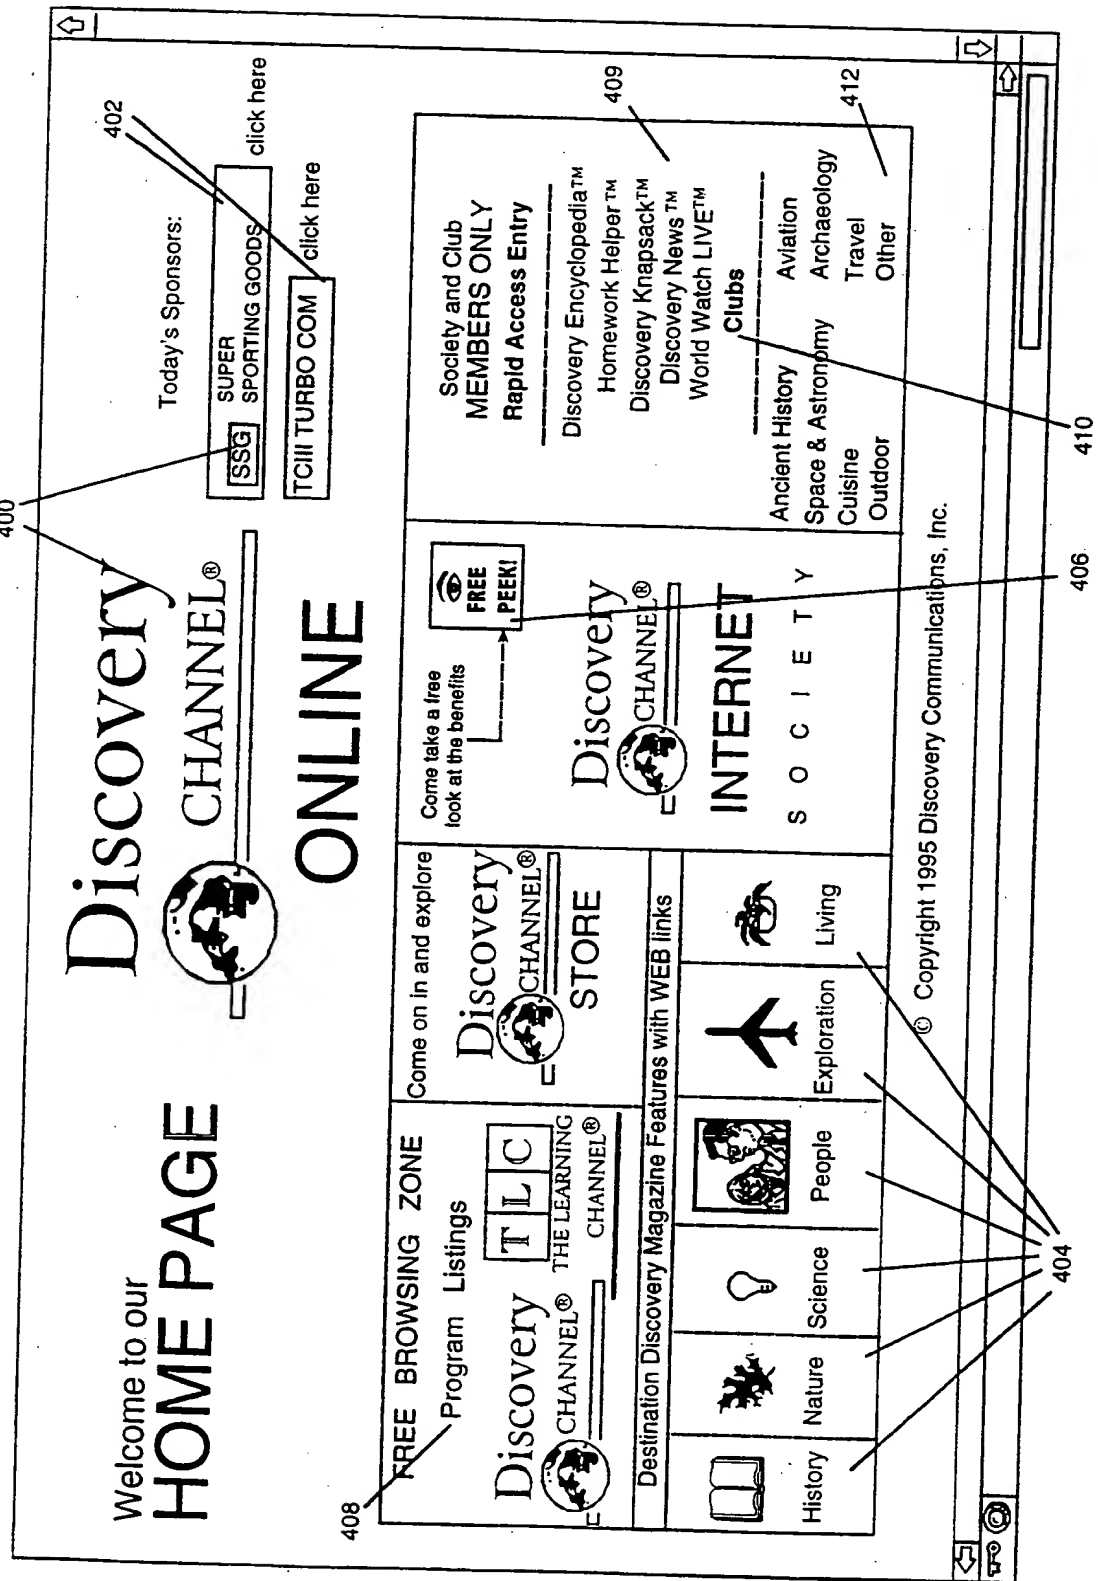 Welcome to our
HOME PAGE
Discovery
CHANNEL®
ONLINE
400
Today's Sponsors:
402
SSG
SUPER
SPORTING GOODS
click here
TCIII TURBO COM
click here
408
FREE BROWSING ZONE
Program Listings
Discovery
CHANNEL®
T L C
THE LEARNING
CHANNEL®
Come on in and explore
Discovery
CHANNEL®
STORE
Destination Discovery Magazine Features with WEB links
History
Nature
Science
People
Exploration
Living
404
Come take a free
look at the benefits
FREE
PEEK!
Discovery
CHANNEL®
INTERNET
SOCIETY
406
Society and Club
MEMBERS ONLY
Rapid Access Entry
Discovery Encyclopedia™
Homework Helper™
Discovery Knapsack™
Discovery News™
World Watch LIVE™
409
Clubs
Ancient History Aviation
Space & Astronomy Archaeology
Cuisine Travel
Outdoor Other
412
410
© Copyright 1995 Discovery Communications, Inc.